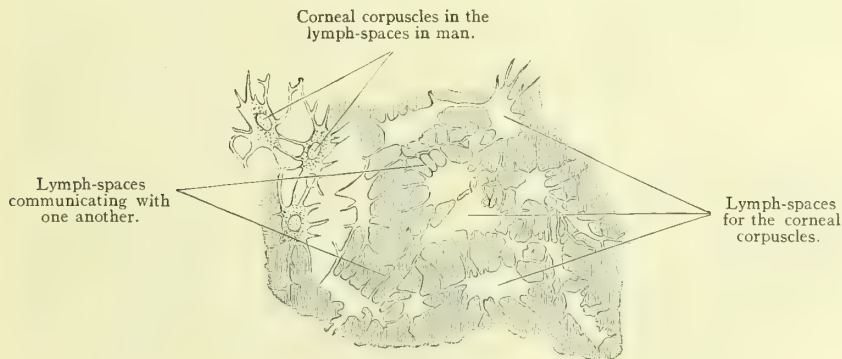 Corneal corpuscles in the
lymph-spaces in man.
Lymph-spaces
communicating with
one another.
Lymph-spaces
for the corneal
corpuscles.